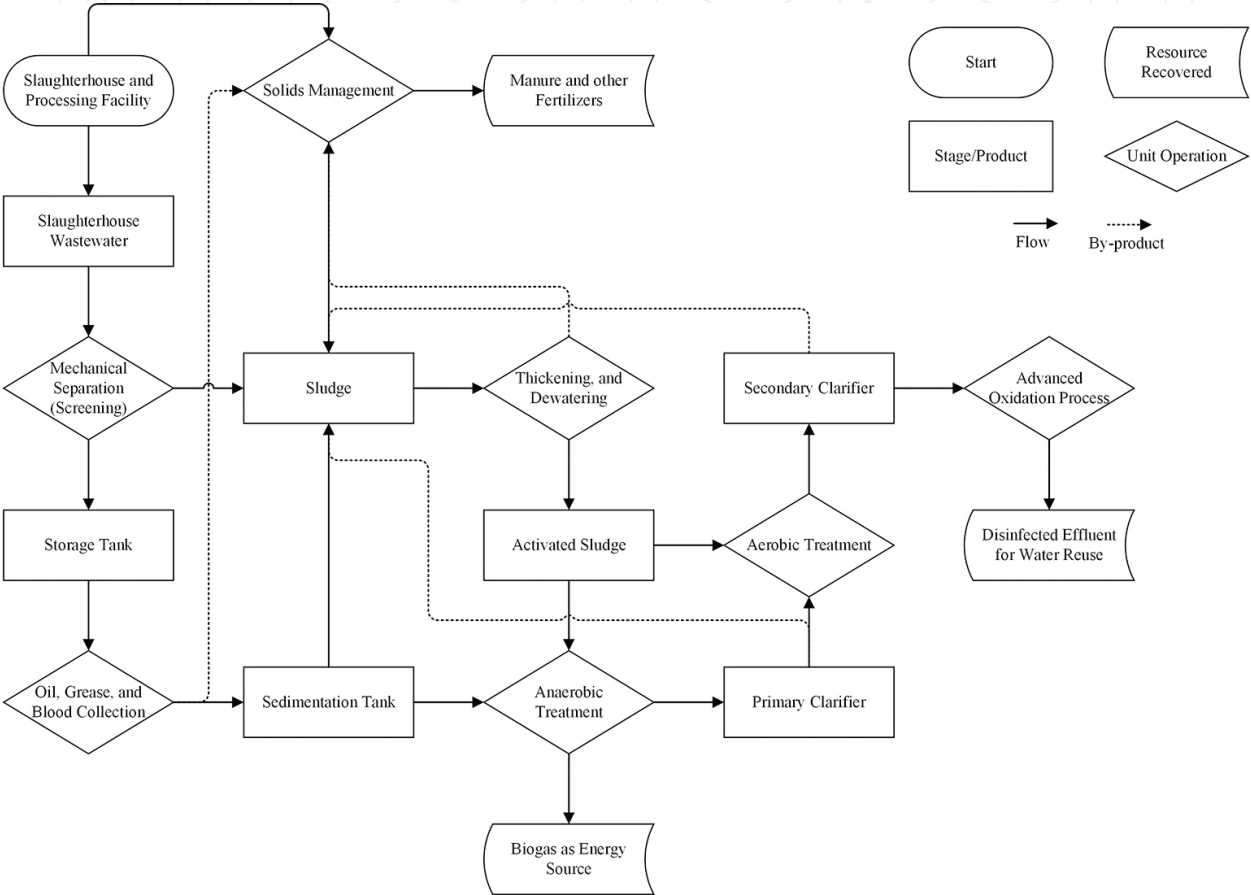 Slaughterhouse and
Processing Facility
Solids Management
Manure and other
Fertilizers
Start
Resource
Recovered
Stage/Product
Unit Operation
Flow
By-product
Slaughterhouse
Wastewater
Mechanical
Separation
(Screening)
Sludge
Thickening, and
Dewatering
Secondary Clarifier
Advanced
Oxidation Process
Storage Tank
Activated Sludge
Aerobic Treatment
Disinfected Effluent
for Water Reuse
Oil, Grease, and
Blood Collection
Sedimentation Tank
Anaerobic
Treatment
Primary Clarifier
Biogas as Energy
Source